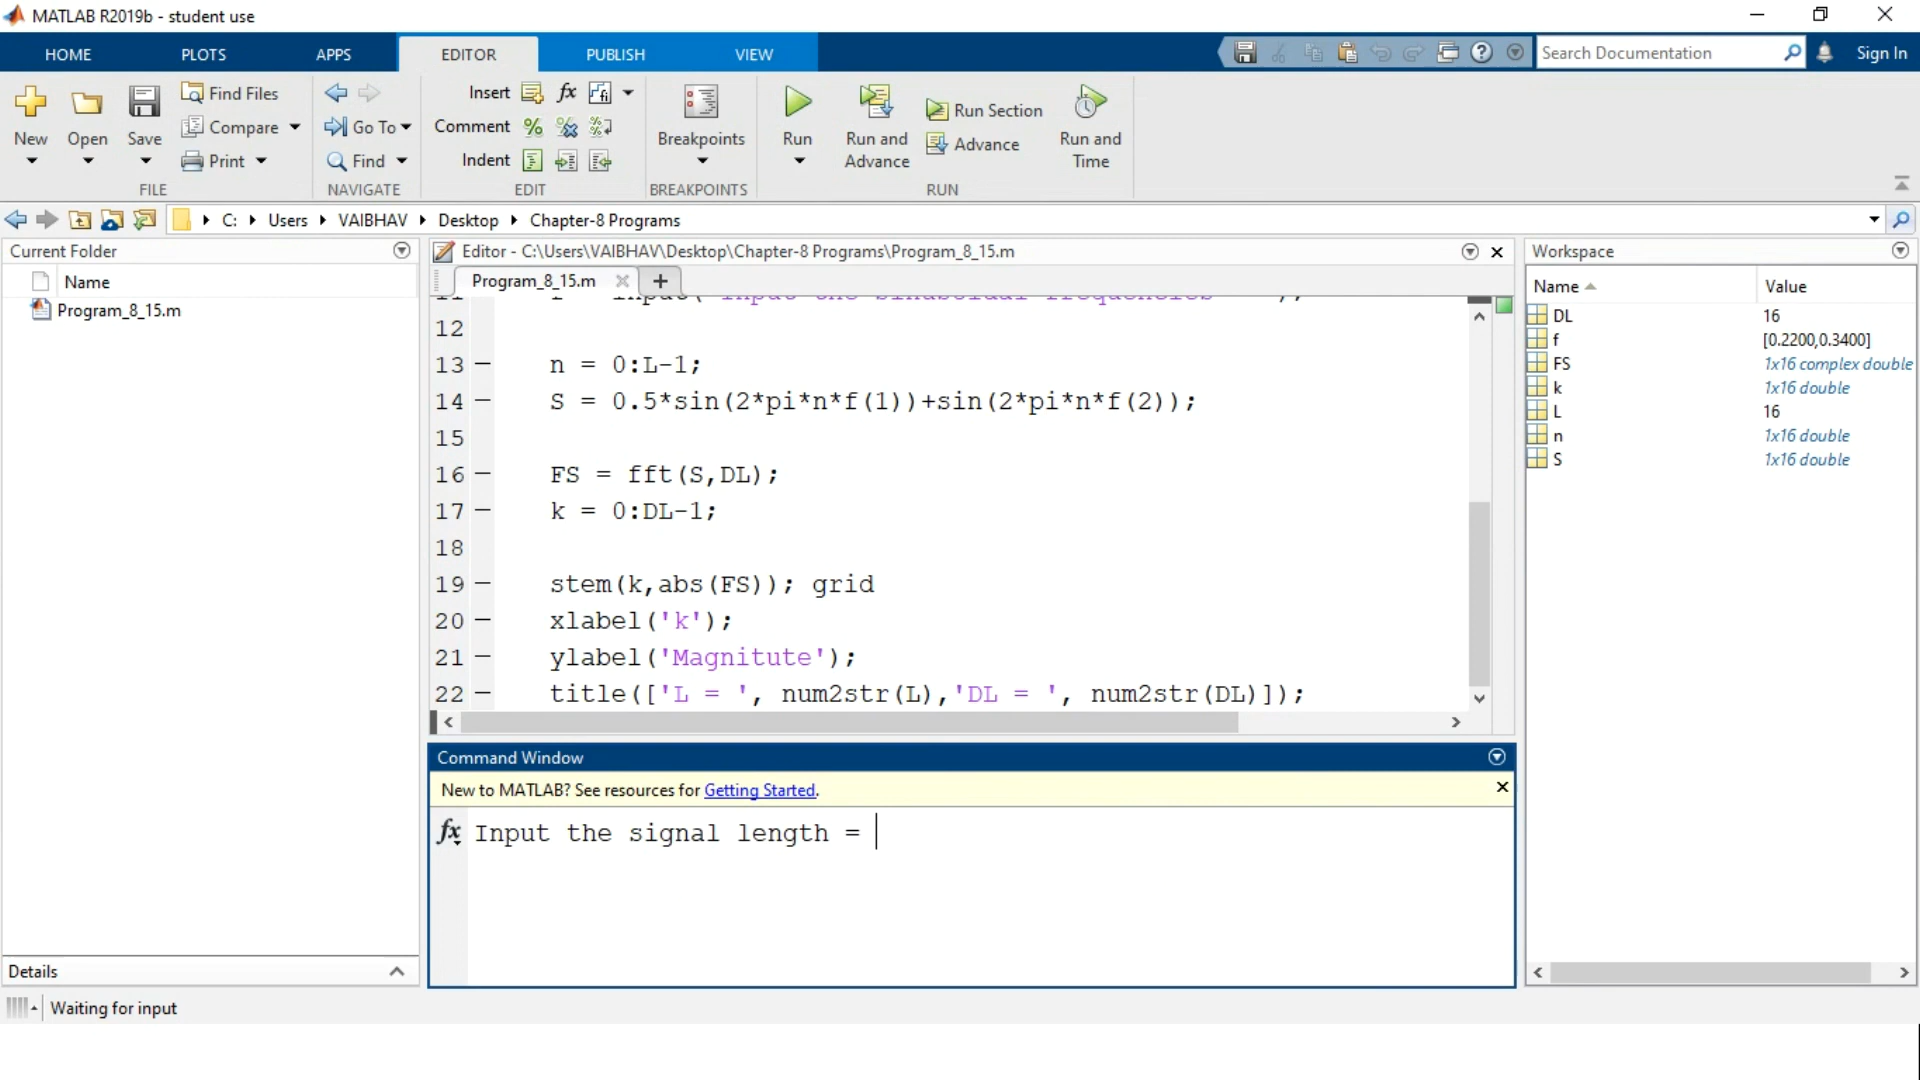 MATLAB R2019b - student use
HOME PLOTS APPS EDITOR PUBLISH VIEW Search Documentation Sign In
New Open Save Find Files Compare Print
FILE
Go To Find
NAVIGATE
Insert fx
Comment
Indent
EDIT
Breakpoints
BREAKPOINTS
Run Run and Advance Run Section Advance Run and Time
RUN
C: Users VAIBHAV Desktop Chapter-8 Programs
Current Folder
Name
Program_8_15.m
Details
Editor - C:\Users\VAIBHAV\Desktop\Chapter-8 Programs\Program_8_15.m
Program_8_15.m
12
13 n = 0:L-1;
14 S = 0.5*sin(2*pi*n*f(1))+sin(2*pi*n*f(2));
15
16 FS = fft(S,DL);
17 k = 0:DL-1;
18
19 stem(k,abs(FS)); grid
20 xlabel('k');
21 ylabel('Magnitute');
22 title(['L = ', num2str(L),'DL = ', num2str(DL)]);
Command Window
New to MATLAB? See resources for Getting Started.
fx Input the signal length =
Workspace
Name Value
DL 16
f [0.2200,0.3400]
FS 1x16 complex double
k 1x16 double
L 16
n 1x16 double
S 1x16 double
Waiting for input